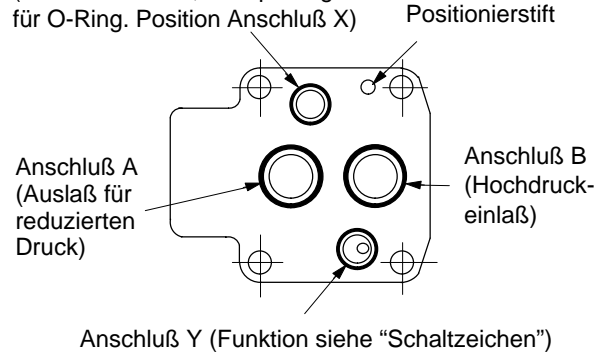 für O-Ring. Position Anschluß X)
Positionierstift
Anschluß A
(Auslaß für
reduzierten
Druck)
Anschluß B
(Hochdruck-
einlaß)
Anschluß Y (Funktion siehe “Schaltzeichen”)